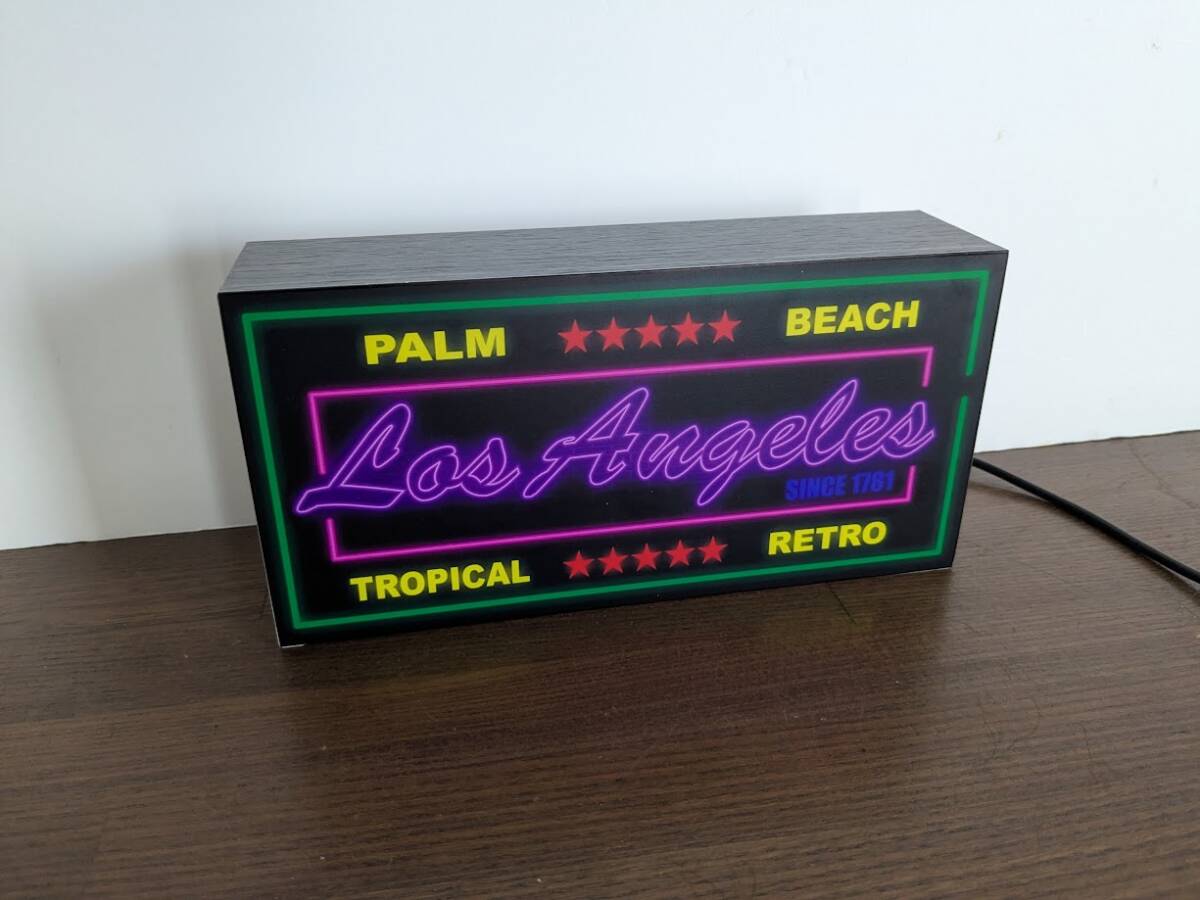 PALM ★★★★★ BEACH
Los Angeles
SINCE 1781
TROPICAL ★★★★★ RETRO